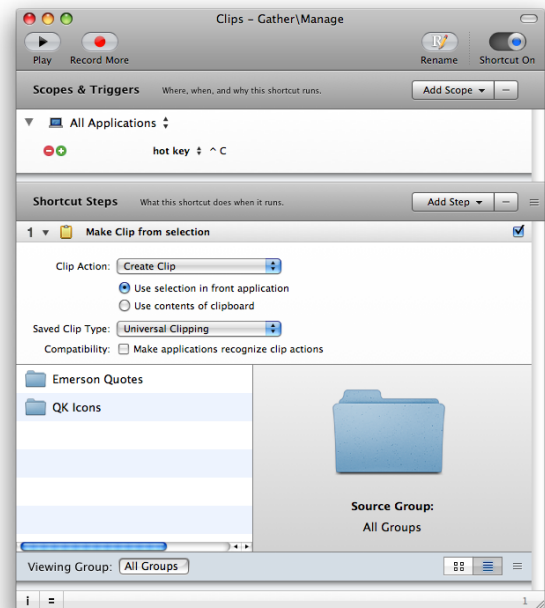 Clips – Gather\Manage
Play Record More Rename Shortcut On
Scopes & Triggers Where, when, and why this shortcut runs. Add Scope
All Applications
hot key ^ C
Shortcut Steps What this shortcut does when it runs. Add Step
1 Make Clip from selection
Clip Action: Create Clip
Use selection in front application
Use contents of clipboard
Saved Clip Type: Universal Clipping
Compatibility: Make applications recognize clip actions
Emerson Quotes
QK Icons
Source Group:
All Groups
Viewing Group: All Groups
i = 1